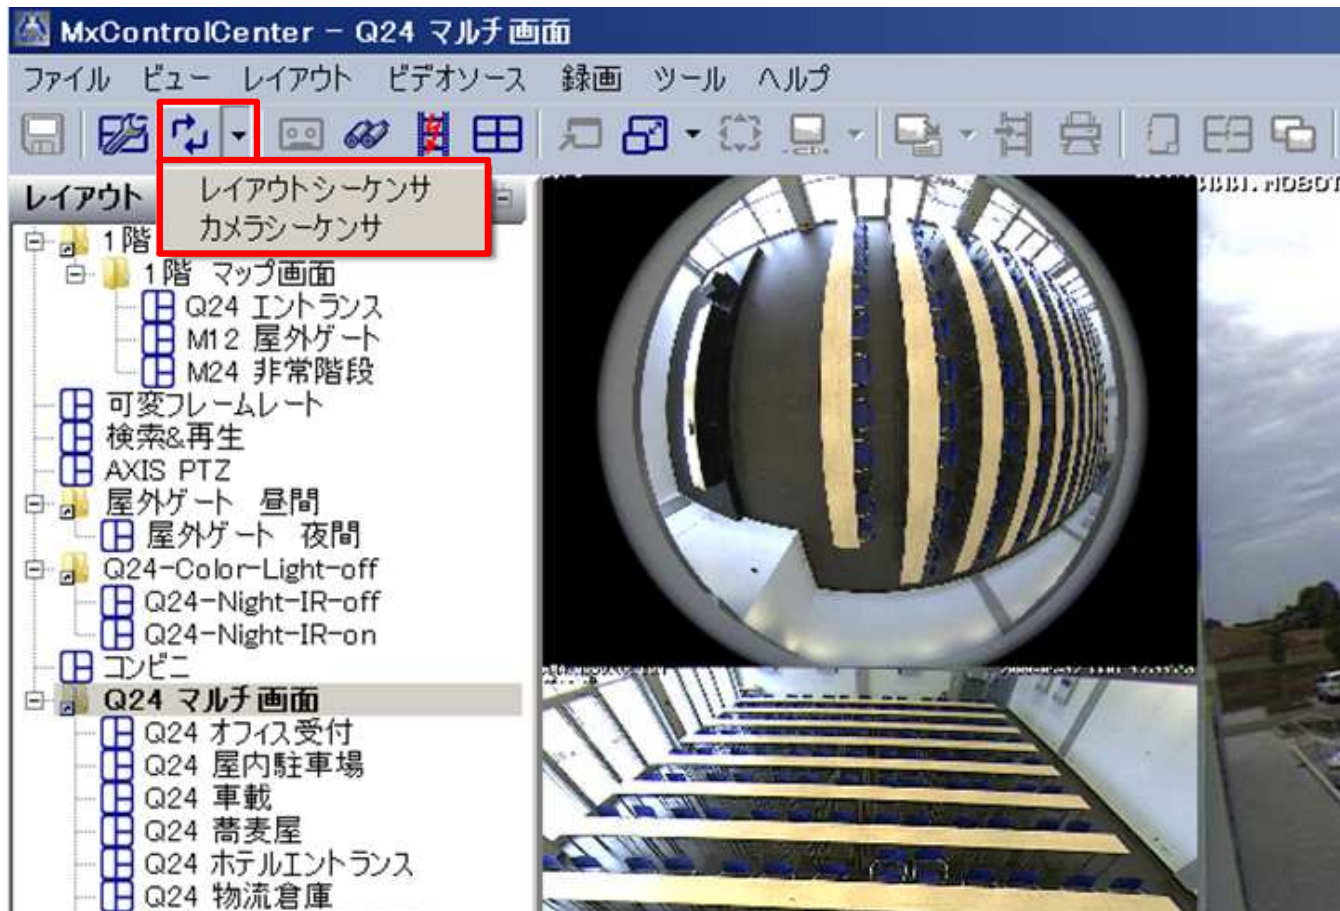 MxControlCenter - Q24 マルチ画面
ファイル ビュー レイアウト ビデオソース 録画 ツール ヘルプ
レイアウトシーケンサ
カメラシーケンサ
レイアウト
1階
1階 マップ画面
Q24 エントランス
M12 屋外ゲート
M24 非常階段
可変フレームレート
検索&再生
AXIS PTZ
屋外ゲート 昼間
屋外ゲート 夜間
Q24-Color-Light-off
Q24-Night-IR-off
Q24-Night-IR-on
コンビニ
Q24 マルチ画面
Q24 オフィス受付
Q24 屋内駐車場
Q24 車載
Q24 蕎麦屋
Q24 ホテルエントランス
Q24 物流倉庫